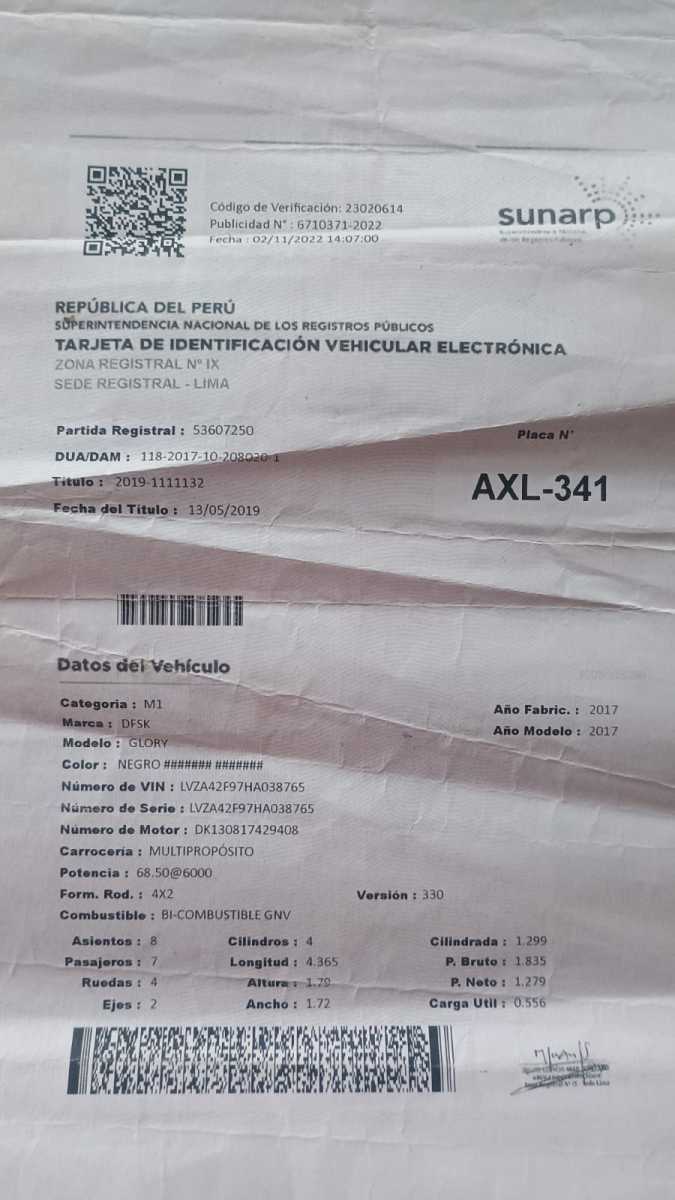 Código de Verificación: 23020614
Publicidad N° : 6710371-2022
Fecha : 02/11/2022 14:07:00
sunarp
REPÚBLICA DEL PERÚ
SUPERINTENDENCIA NACIONAL DE LOS REGISTROS PÚBLICOS
TARJETA DE IDENTIFICACIÓN VEHICULAR ELECTRÓNICA
ZONA REGISTRAL N° IX
SEDE REGISTRAL - LIMA
Partida Registral : 53607250
Placa N°
DUA/DAM : 118-2017-10-208020-1
Titulo : 2019-1111132
AXL-341
Fecha del Titulo : 13/05/2019
Datos del Vehículo
Categoria : M1
Año Fabric. : 2017
Marca : DFSK
Año Modelo : 2017
Modelo : GLORY
Color : NEGRO ####### #######
Número de VIN : LVZA42F97HA038765
Número de Serie : LVZA42F97HA038765
Número de Motor : DK130817429408
Carrocería : MULTIPROPÓSITO
Potencia : 68.50@6000
Form. Rod. : 4X2 Versión : 330
Combustible : BI-COMBUSTIBLE GNV
Asientos : 8 Cilindros : 4 Cilindrada : 1.299
Pasajeros : 7 Longitud : 4.365 P. Bruto : 1.835
Ruedas : 4 Altura : 1.79 P. Neto : 1.279
Ejes : 2 Ancho : 1.72 Carga Util : 0.556